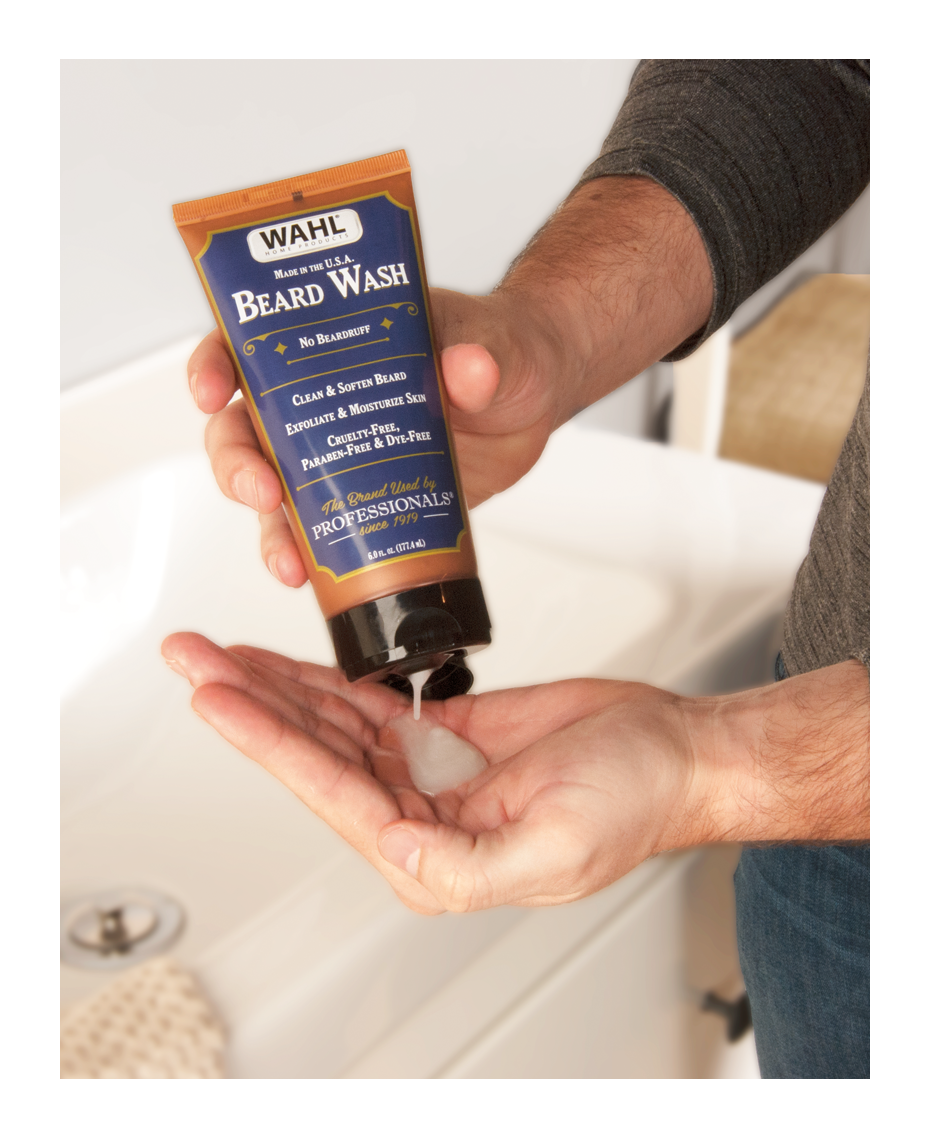 WAHL®
HOME PRODUCTS
MADE IN THE U.S.A.
BEARD WASH
NO BEARDRUFF
CLEAN & SOFTEN BEARD
EXFOLIATE & MOISTURIZE SKIN
CRUELTY-FREE,
PARABEN-FREE & DYE-FREE
The Brand Used by
PROFESSIONALS®
since 1919
6.0 FL. OZ. (177.4 mL)